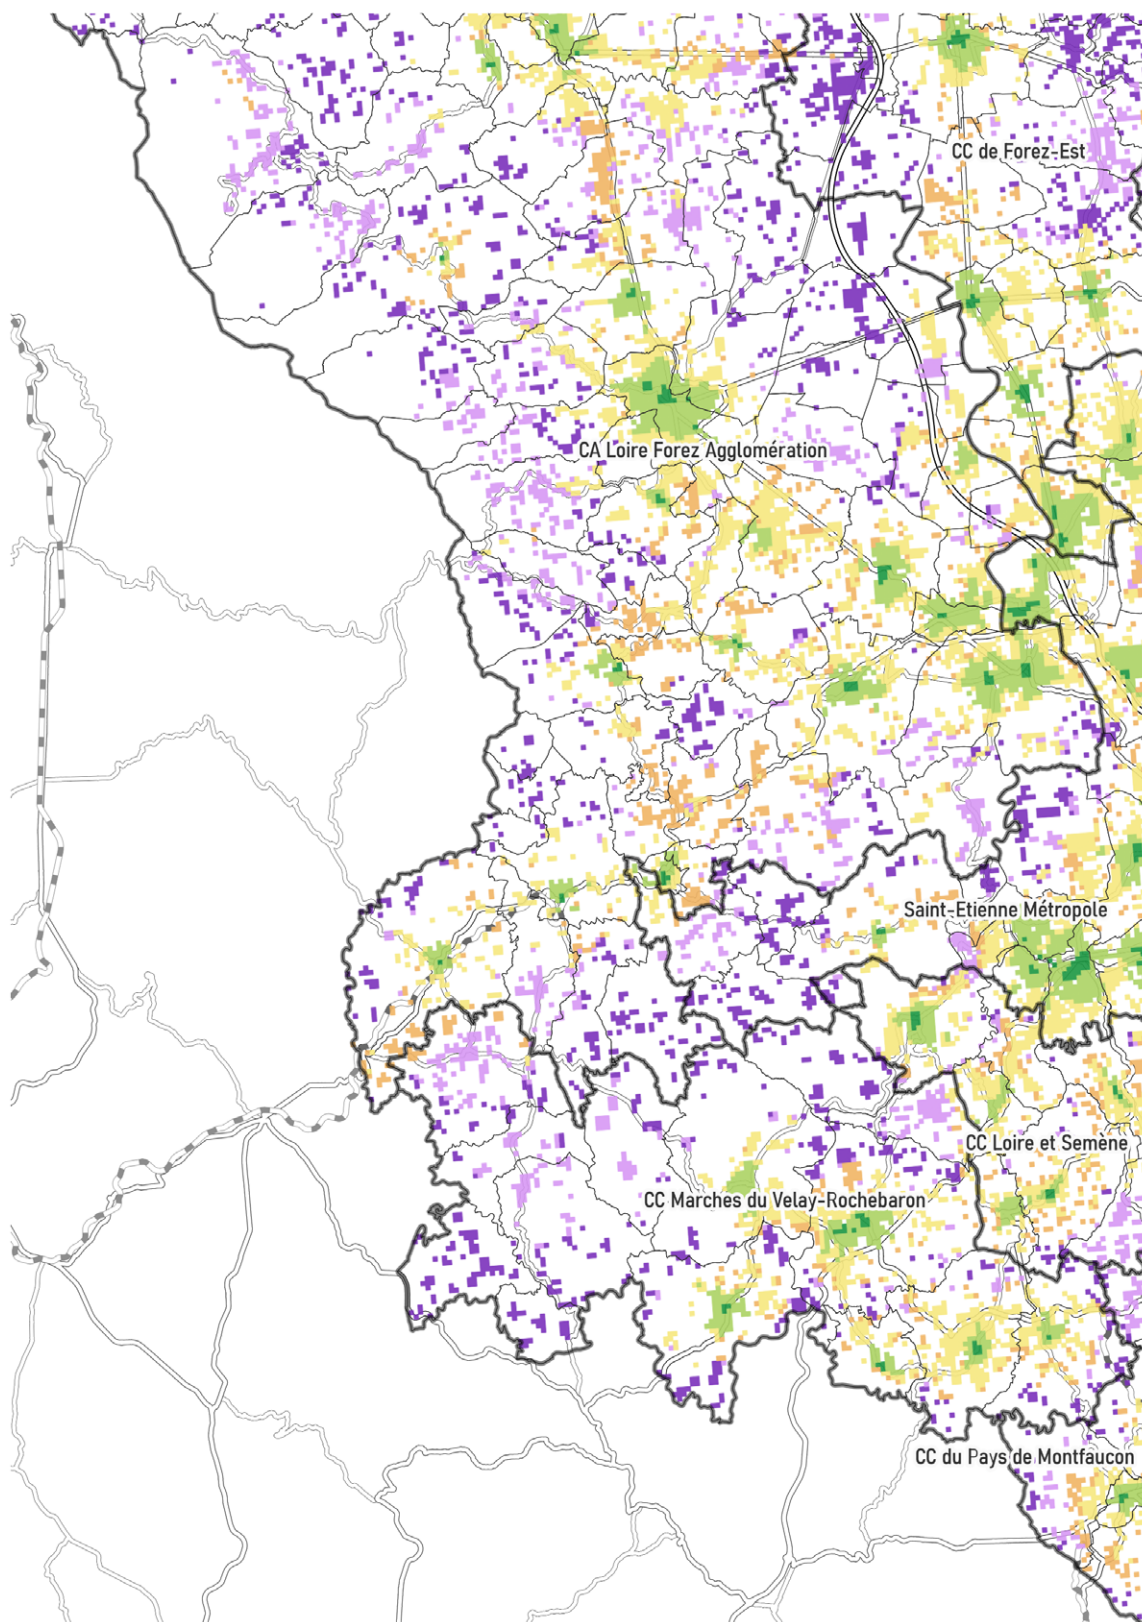 CC de Forez-Est
CA Loire Forez Agglomération
Saint-Etienne Métropole
CC Loire et Semène
CC Marches du Velay-Rochebaron
CC du Pays de Montfaucon